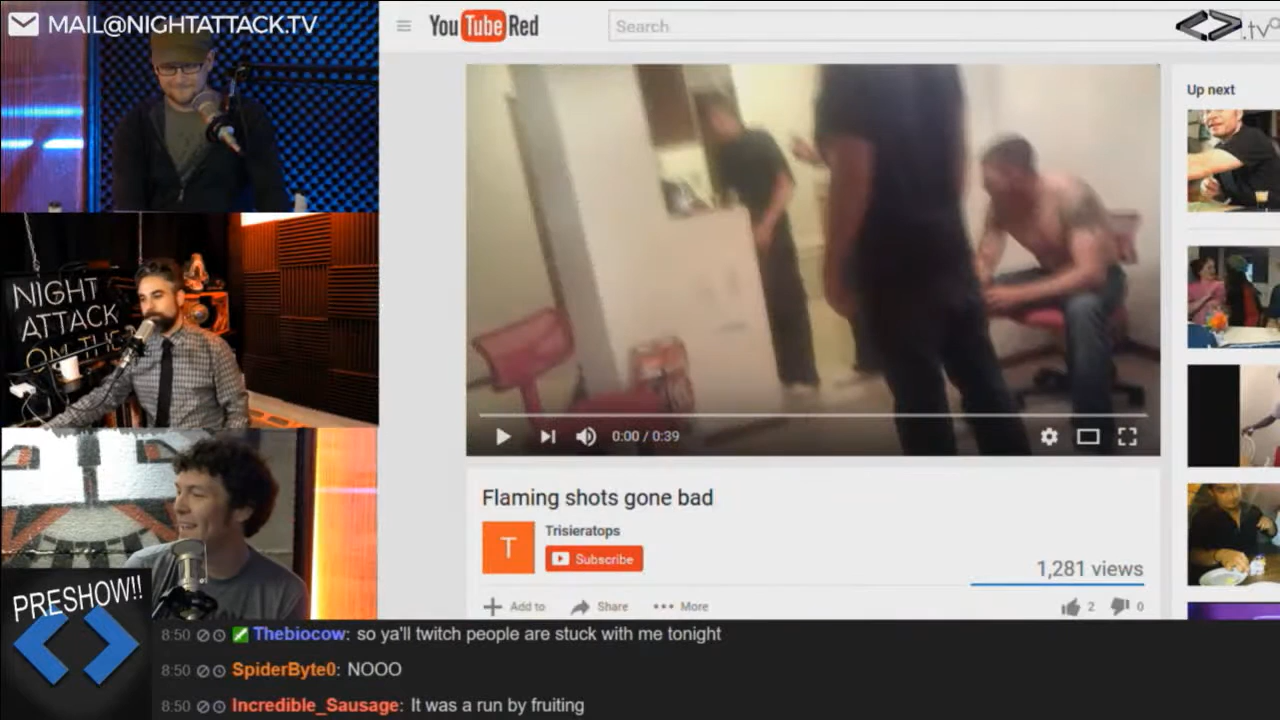 MAIL@NIGHTATTACK.TV
YouTube Red
Search
.tv
Up next
NIGHT
ATTACK
ON THE
0:00 / 0:39
Flaming shots gone bad
T
Trisieratops
Subscribe
1,281 views
Add to
Share
More
2
0
PRESHOW!!
8:50 Thebiocow: so ya'll twitch people are stuck with me tonight
8:50 SpiderByte0: NOOO
8:50 Incredible_Sausage: It was a run by fruiting